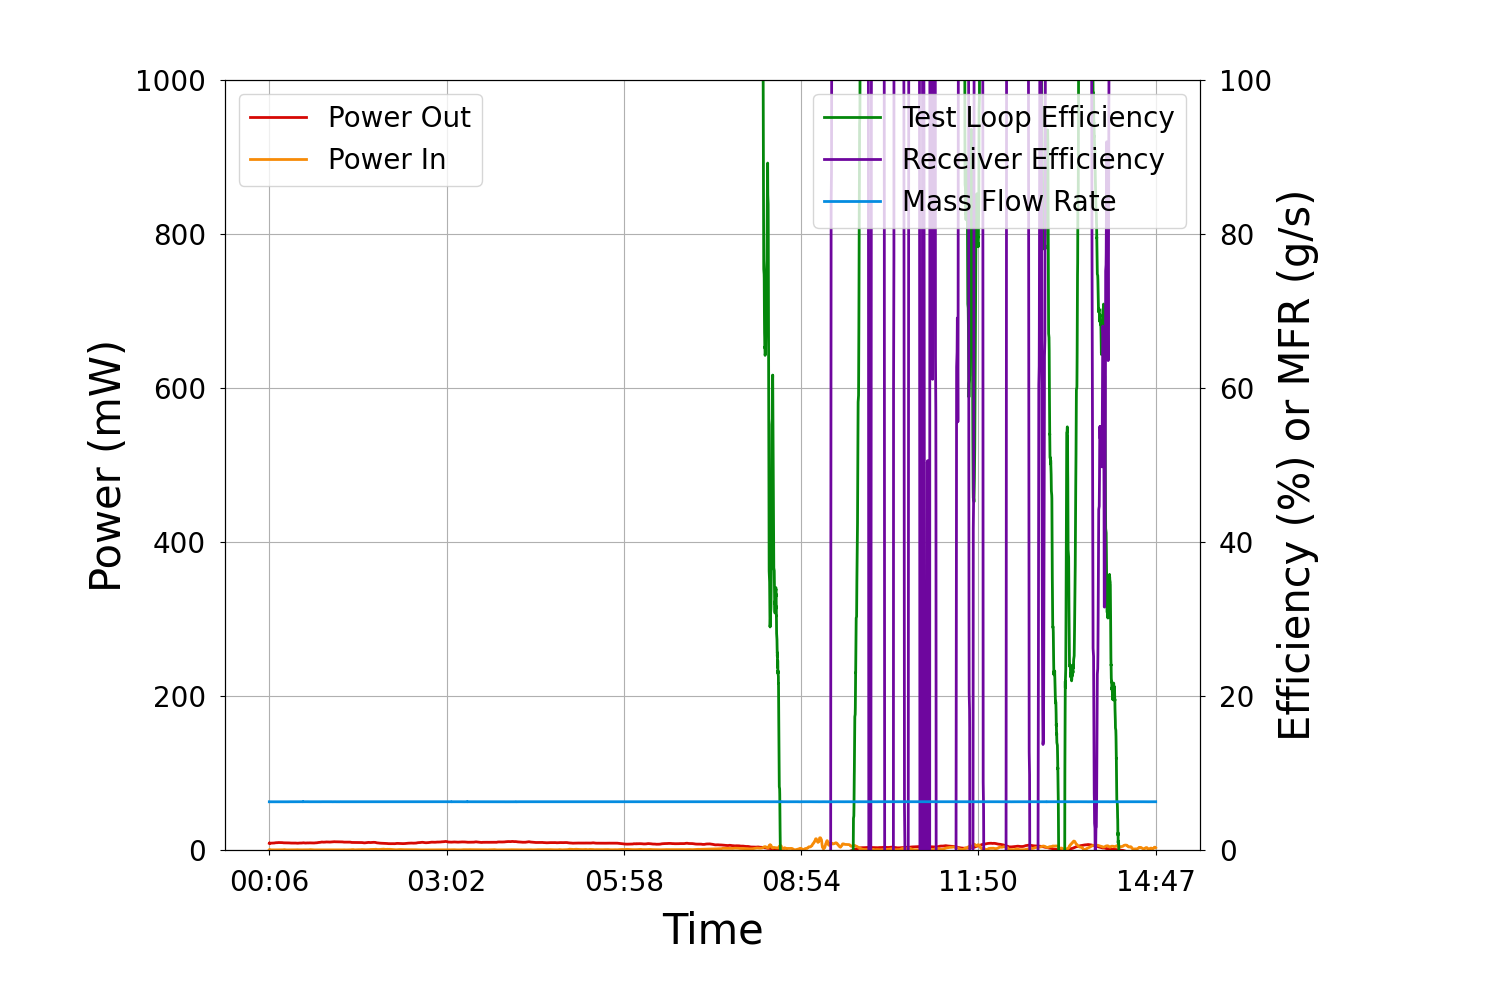 1000
800
600
400
200
0
Power (mW)
Power Out
Power In
Test Loop Efficiency
Receiver Efficiency
Mass Flow Rate
100
80
60
40
20
0
Efficiency (%) or MFR (g/s)
00:06 03:02 05:58 08:54 11:50 14:47
Time